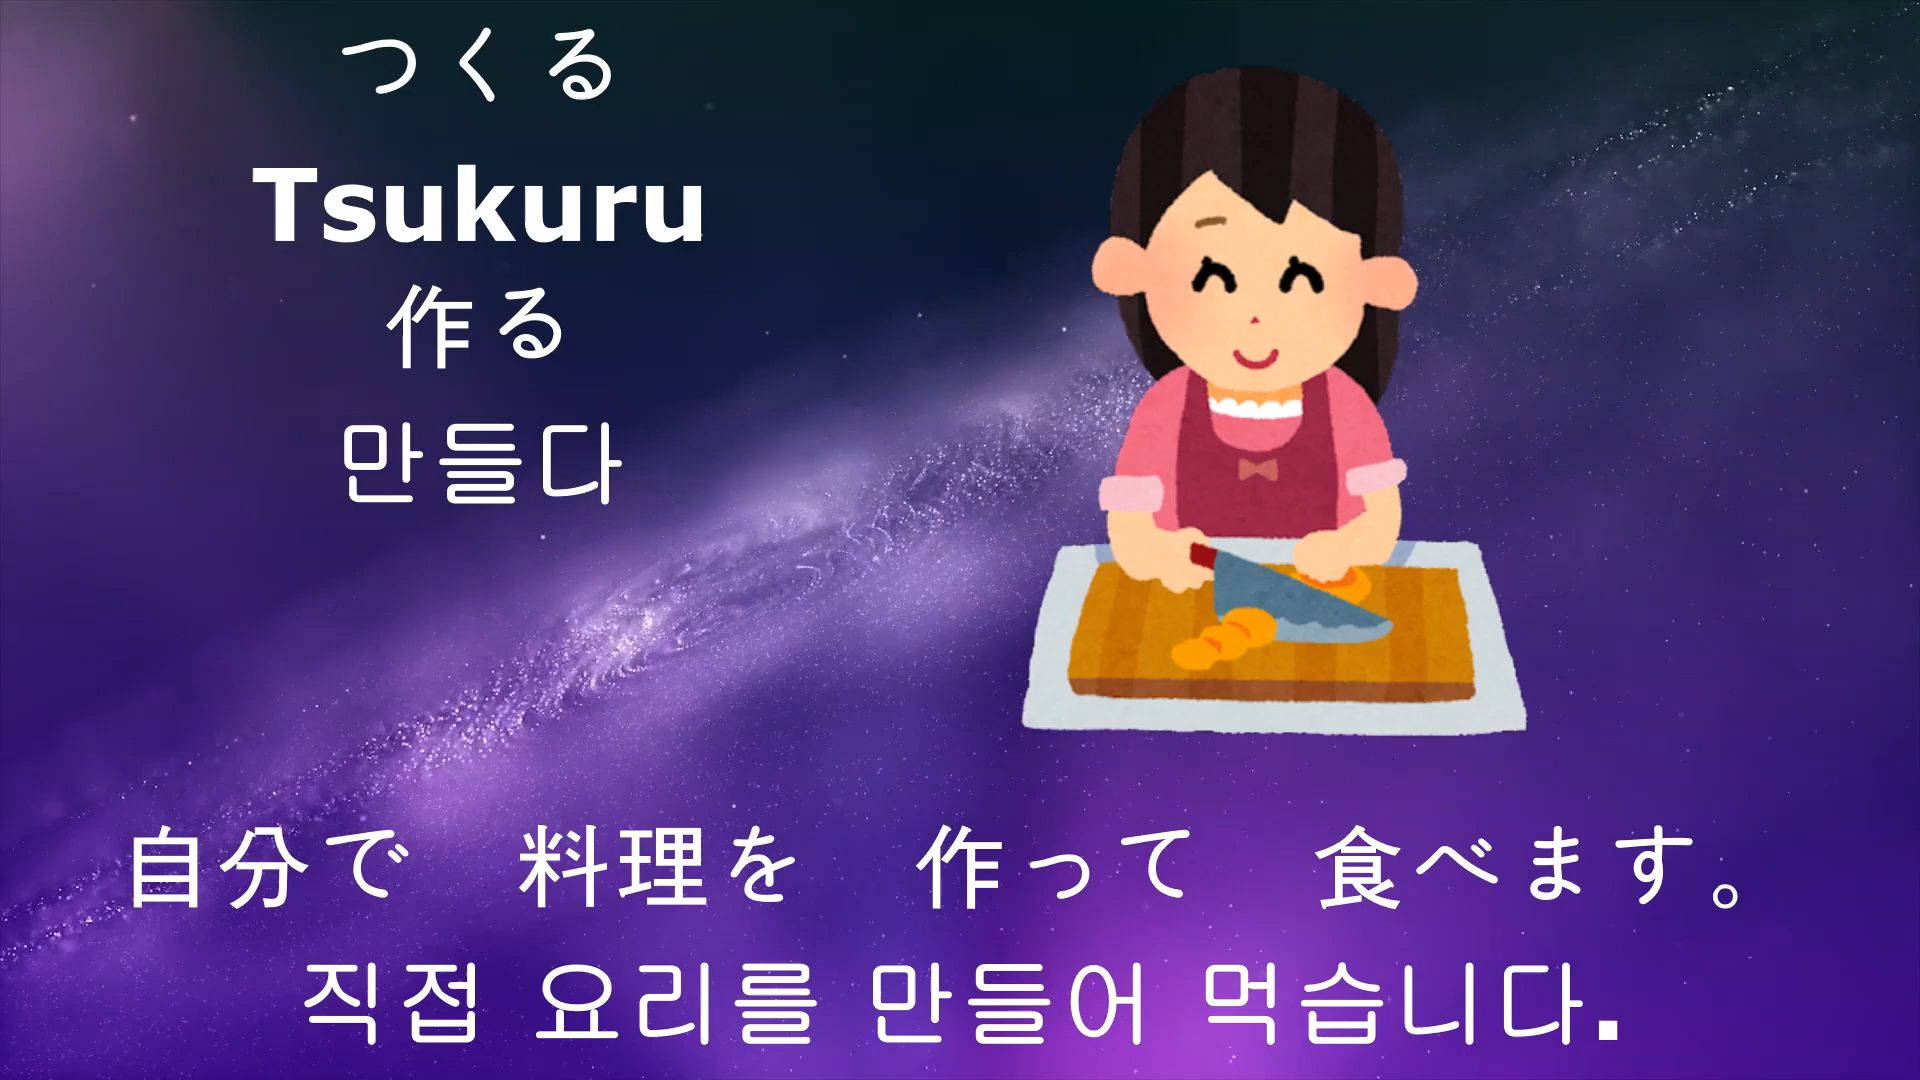 つくる
Tsukuru
作る
만들다
自分で　料理を　作って　食べます。
직접 요리를 만들어 먹습니다.